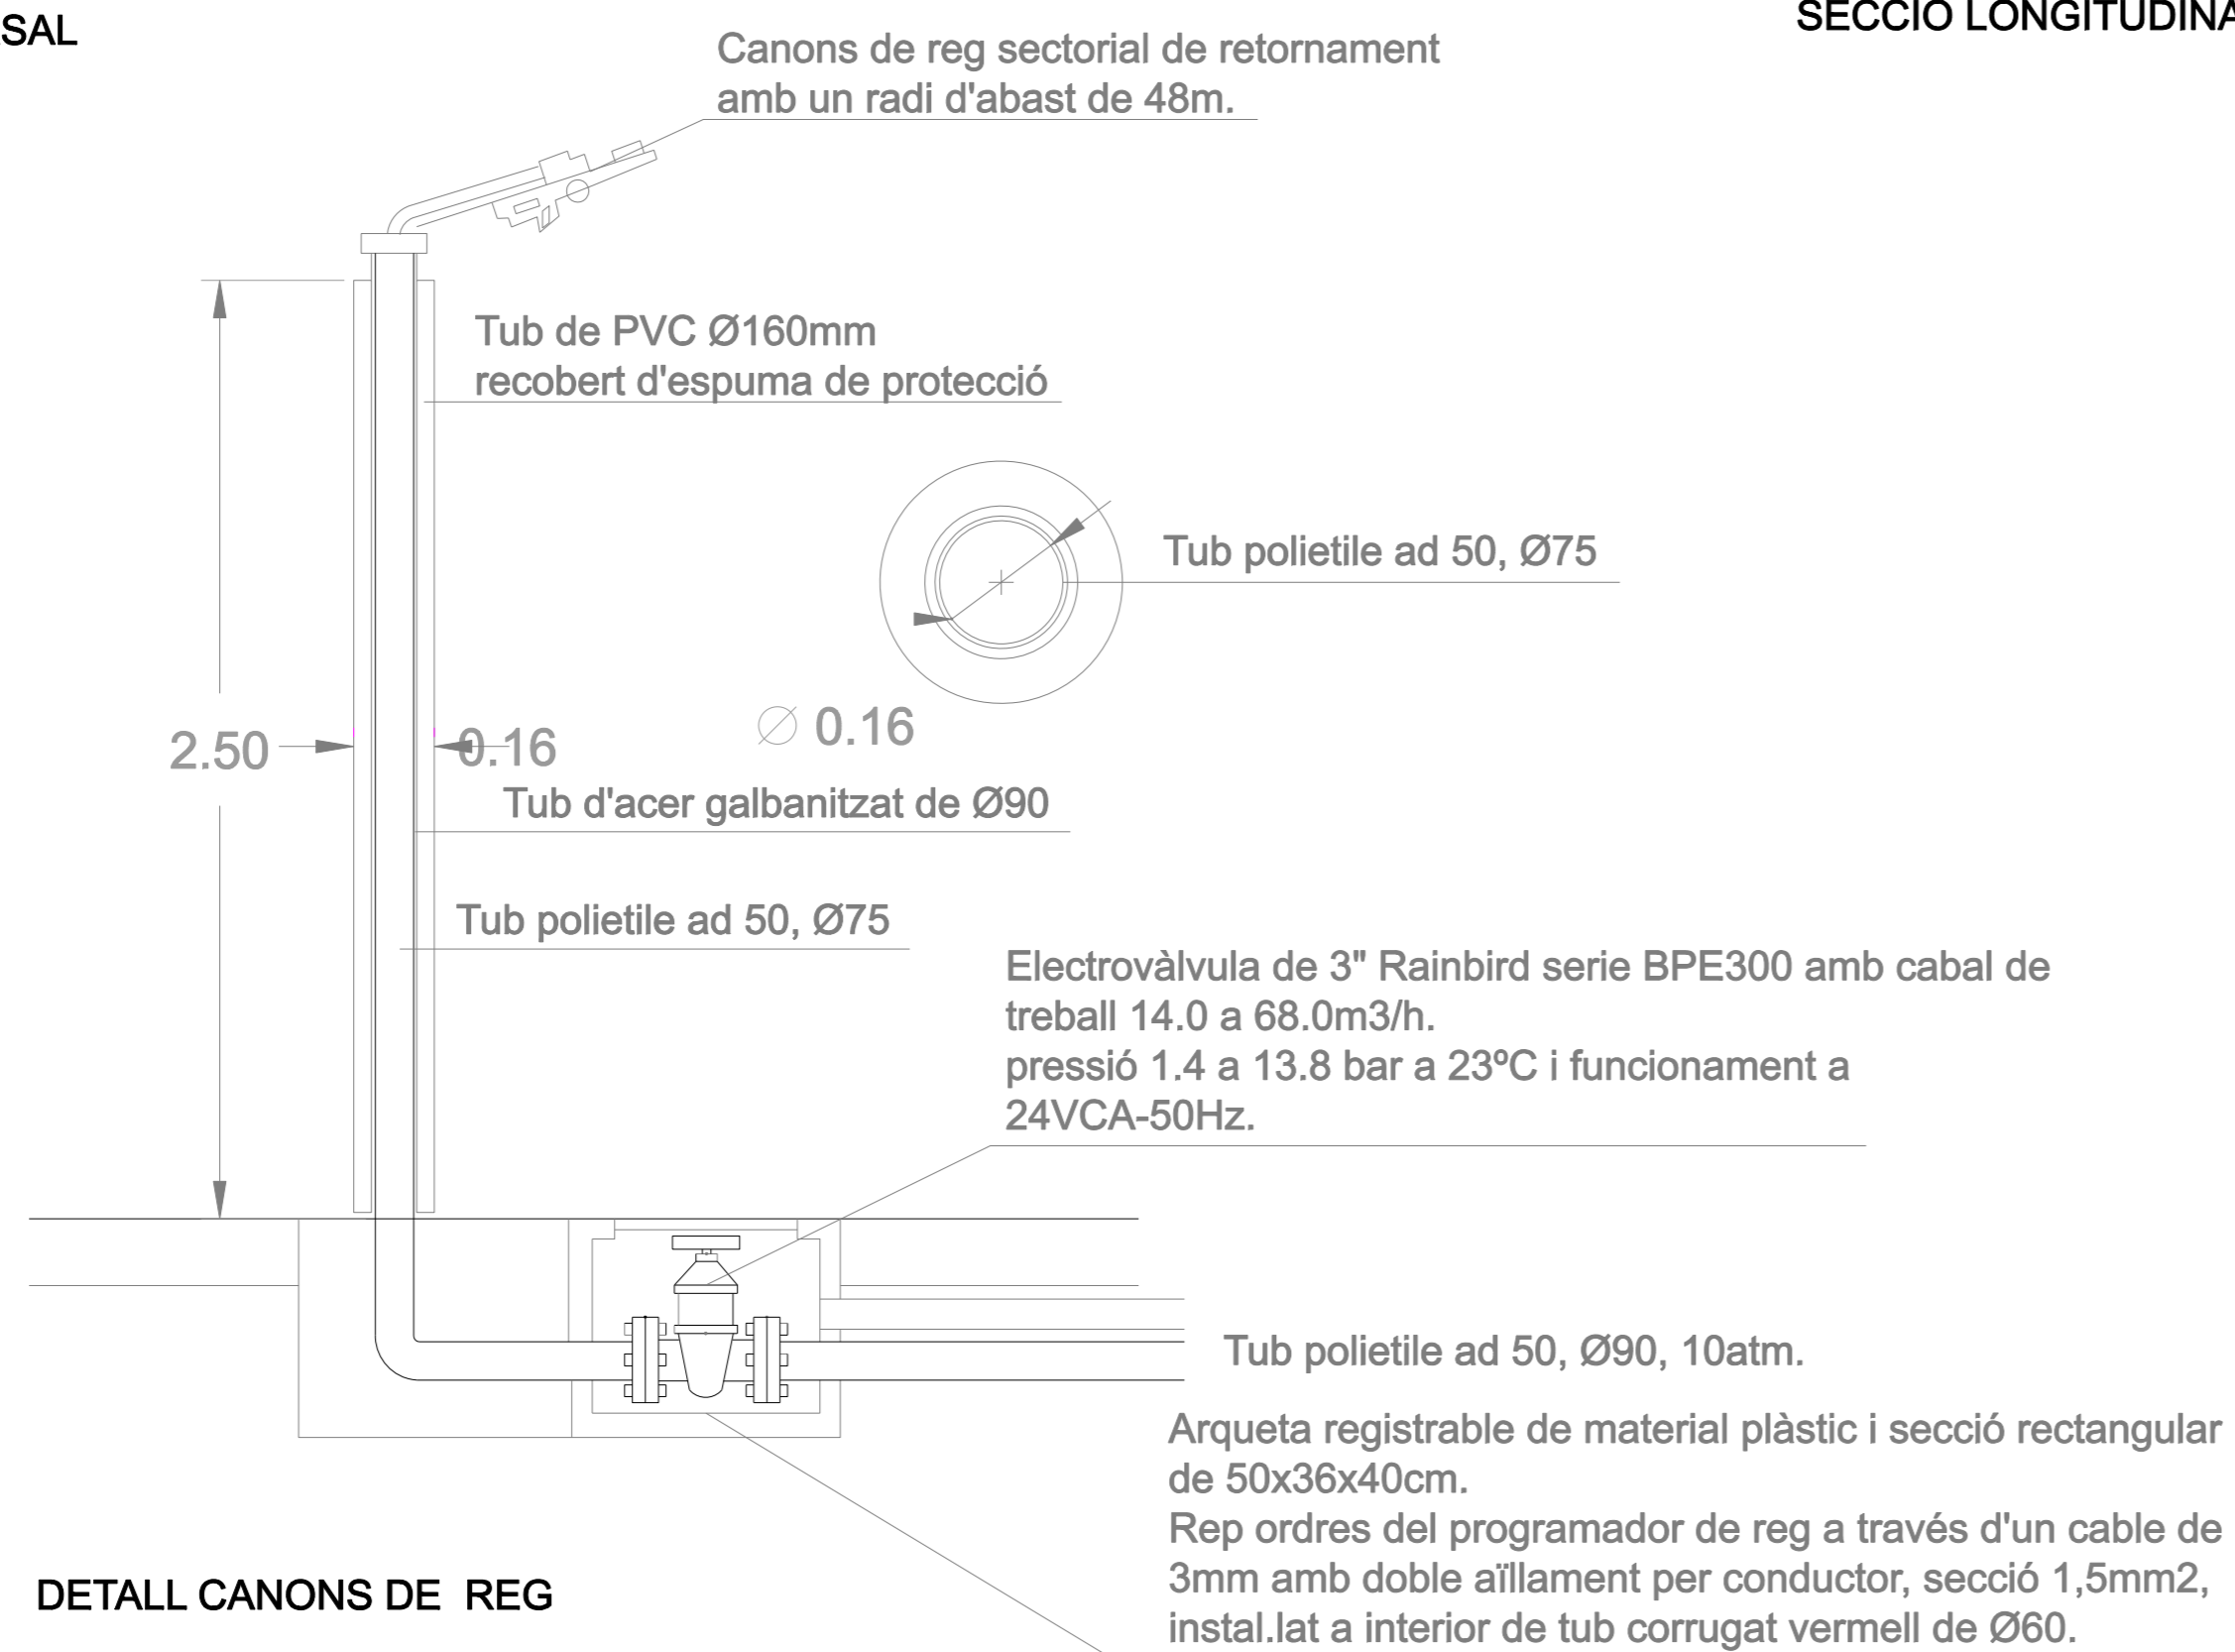 SAL
SECCIÓ LONGITUDINA
Canons de reg sectorial de retornament
amb un radi d'abast de 48m.
Tub de PVC Ø160mm
recobert d'espuma de protecció
Tub polietile ad 50, Ø75
2.50
0.16
∅ 0.16
Tub d'acer galbanitzat de Ø90
Tub polietile ad 50, Ø75
Electrovàlvula de 3" Rainbird serie BPE300 amb cabal de
treball 14.0 a 68.0m3/h.
pressió 1.4 a 13.8 bar a 23ºC i funcionament a
24VCA-50Hz.
Tub polietile ad 50, Ø90, 10atm.
Arqueta registrable de material plàstic i secció rectangular
de 50x36x40cm.
Rep ordres del programador de reg a través d'un cable de
3mm amb doble aïllament per conductor, secció 1,5mm2,
instal.lat a interior de tub corrugat vermell de Ø60.
DETALL CANONS DE REG